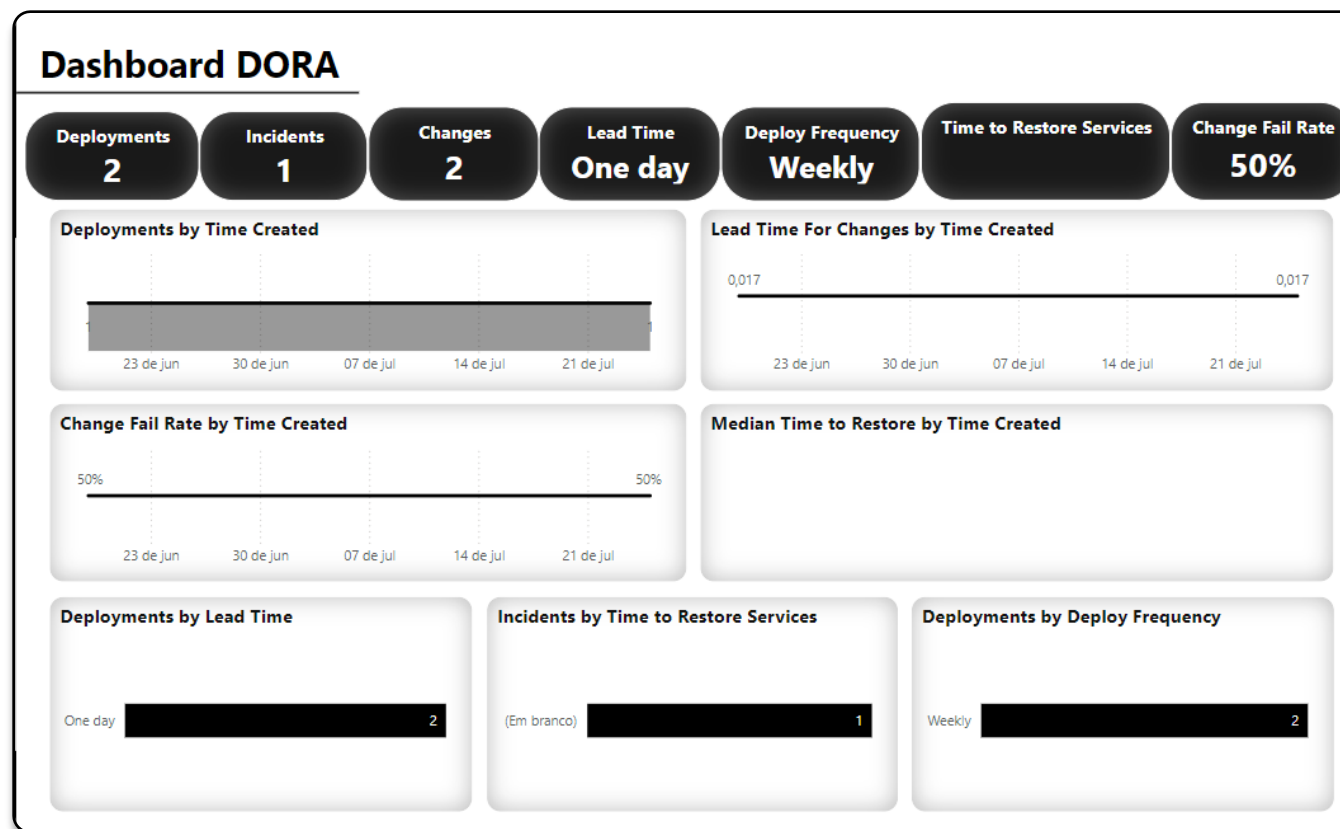 Dashboard DORA
Deployments
2
Incidents
1
Changes
2
Lead Time
One day
Deploy Frequency
Weekly
Time to Restore Services
Change Fail Rate
50%
Deployments by Time Created
1 1
23 de jun 30 de jun 07 de jul 14 de jul 21 de jul
Lead Time For Changes by Time Created
0,017 0,017
23 de jun 30 de jun 07 de jul 14 de jul 21 de jul
Change Fail Rate by Time Created
50% 50%
23 de jun 30 de jun 07 de jul 14 de jul 21 de jul
Median Time to Restore by Time Created
Deployments by Lead Time
One day 2
Incidents by Time to Restore Services
(Em branco) 1
Deployments by Deploy Frequency
Weekly 2